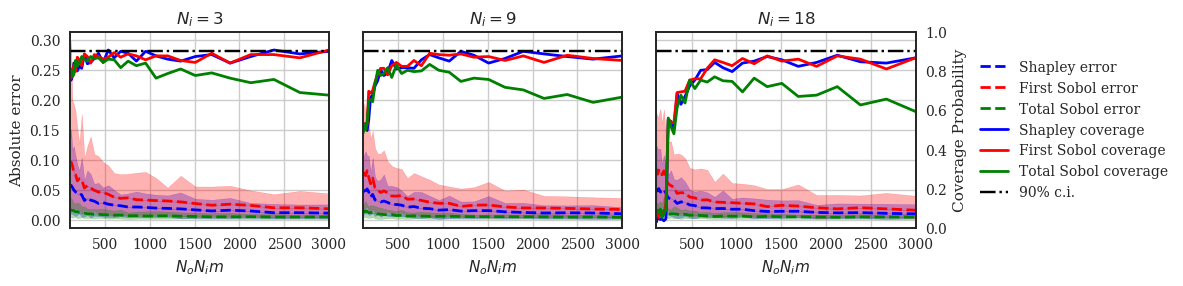 N_i = 3
N_i = 9
N_i = 18
0.30
0.25
0.20
0.15
0.10
0.05
0.00
Absolute error
500 1000 1500 2000 2500 3000
500 1000 1500 2000 2500 3000
500 1000 1500 2000 2500 3000
N_oN_im
N_oN_im
N_oN_im
1.0
0.8
0.6
0.4
0.2
0.0
Coverage Probability
Shapley error
First Sobol error
Total Sobol error
Shapley coverage
First Sobol coverage
Total Sobol coverage
90% c.i.